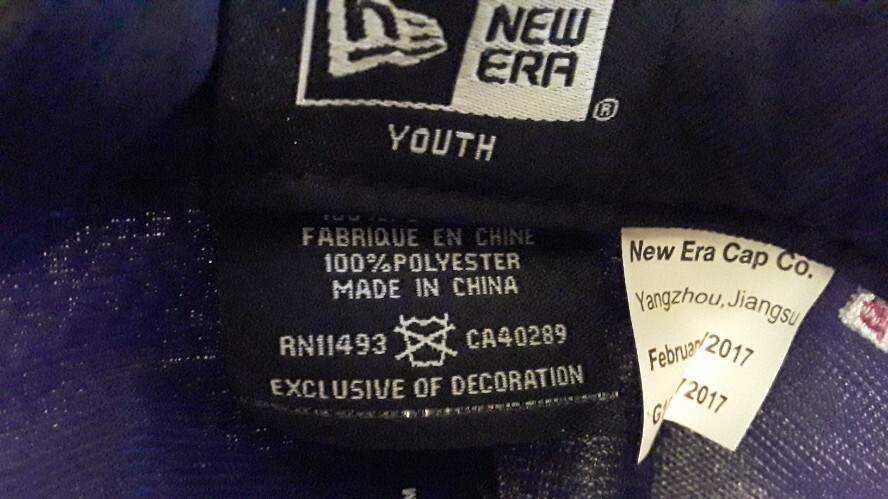 NEW
ERA
®
YOUTH
FABRIQUE EN CHINE
100%POLYESTER
MADE IN CHINA
RN11493 CA40289
EXCLUSIVE OF DECORATION
New Era Cap Co.
Yangzhou,Jiangsu
/2017
/2017
M